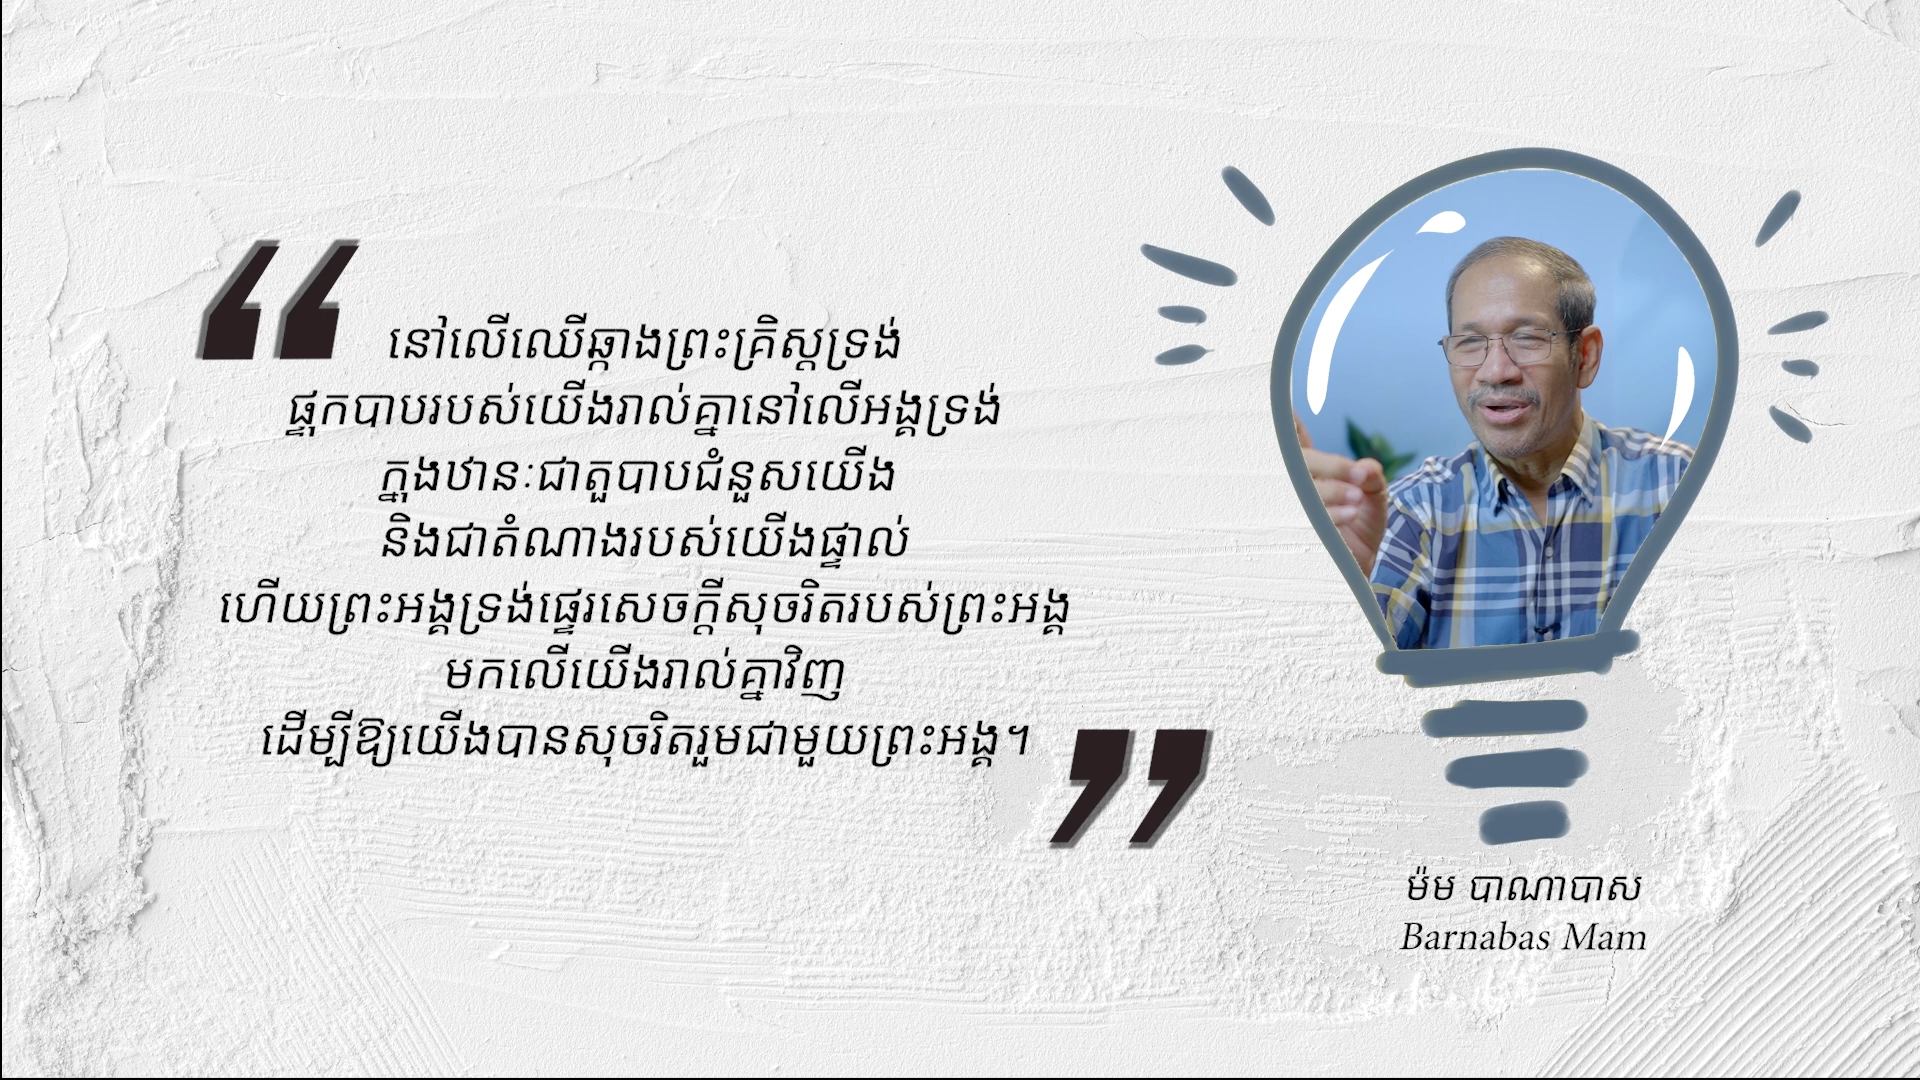 “ នៅលើឈើឆ្កាងព្រះគ្រិស្តទ្រង់
ផ្ទុកបាបរបស់យើងរាល់គ្នានៅលើអង្គទ្រង់
ក្នុងឋានៈជាតួបាបជំនួសយើង
និងជាតំណាងរបស់យើងផ្ទាល់
ហើយព្រះអង្គទ្រង់ផ្ទេរសេចក្ដីសុចរិតរបស់ព្រះអង្គ
មកលើយើងរាល់គ្នាវិញ
ដើម្បីឱ្យយើងបានសុចរិតរួមជាមួយព្រះអង្គ។ ”
ម៉ម បាណាបាស
Barnabas Mam